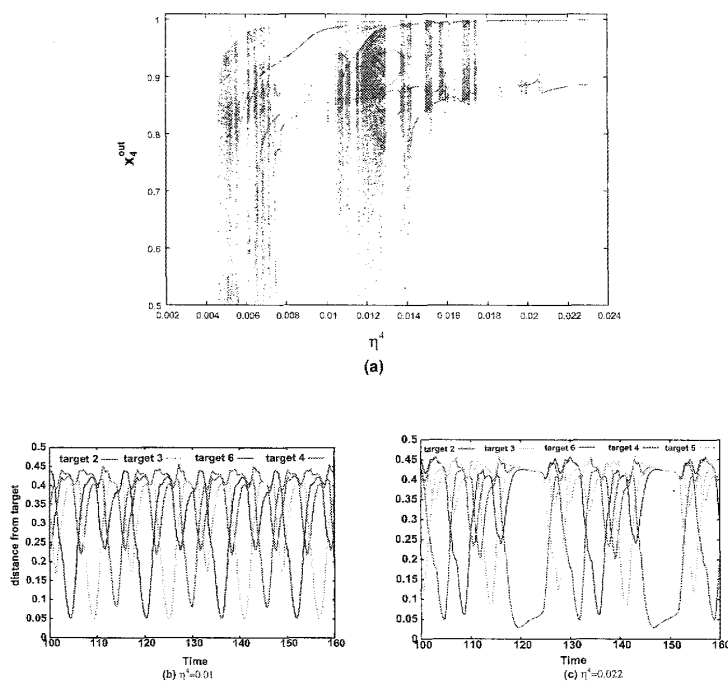 1
0.9
0.8
0.7
0.6
0.5
X₄ᵒᵘᵗ
0.002 0.004 0.006 0.008 0.01 0.012 0.014 0.016 0.018 0.02 0.022 0.024
η⁴
(a)
0.5
0.45
0.4
0.35
0.3
0.25
0.2
0.15
0.1
0.05
0
distance from target
target 2 target 3 target 6 target 4
100 110 120 130 140 150 160
Time
(b) η⁴=0.01
0.5
0.45
0.4
0.35
0.3
0.25
0.2
0.15
0.1
0.05
0
target 2 target 3 target 6 target 4 target 5
100 110 120 130 140 150 160
Time
(c) η⁴=0.022